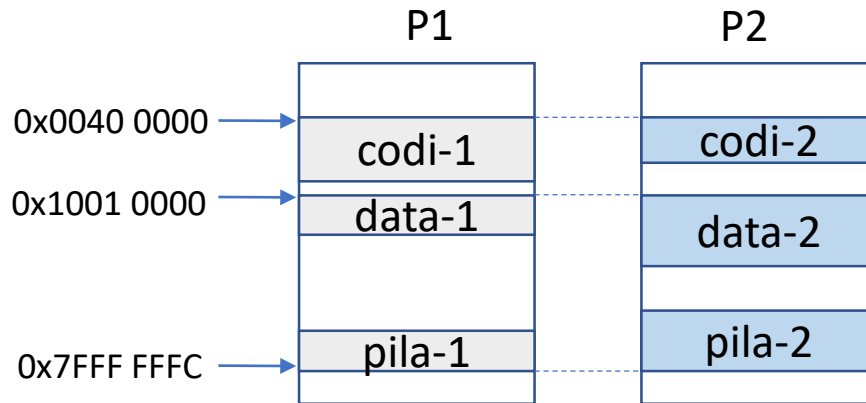 P1 P2
0x0040 0000
codi-1 codi-2
0x1001 0000
data-1 data-2
pila-1 pila-2
0x7FFF FFFC